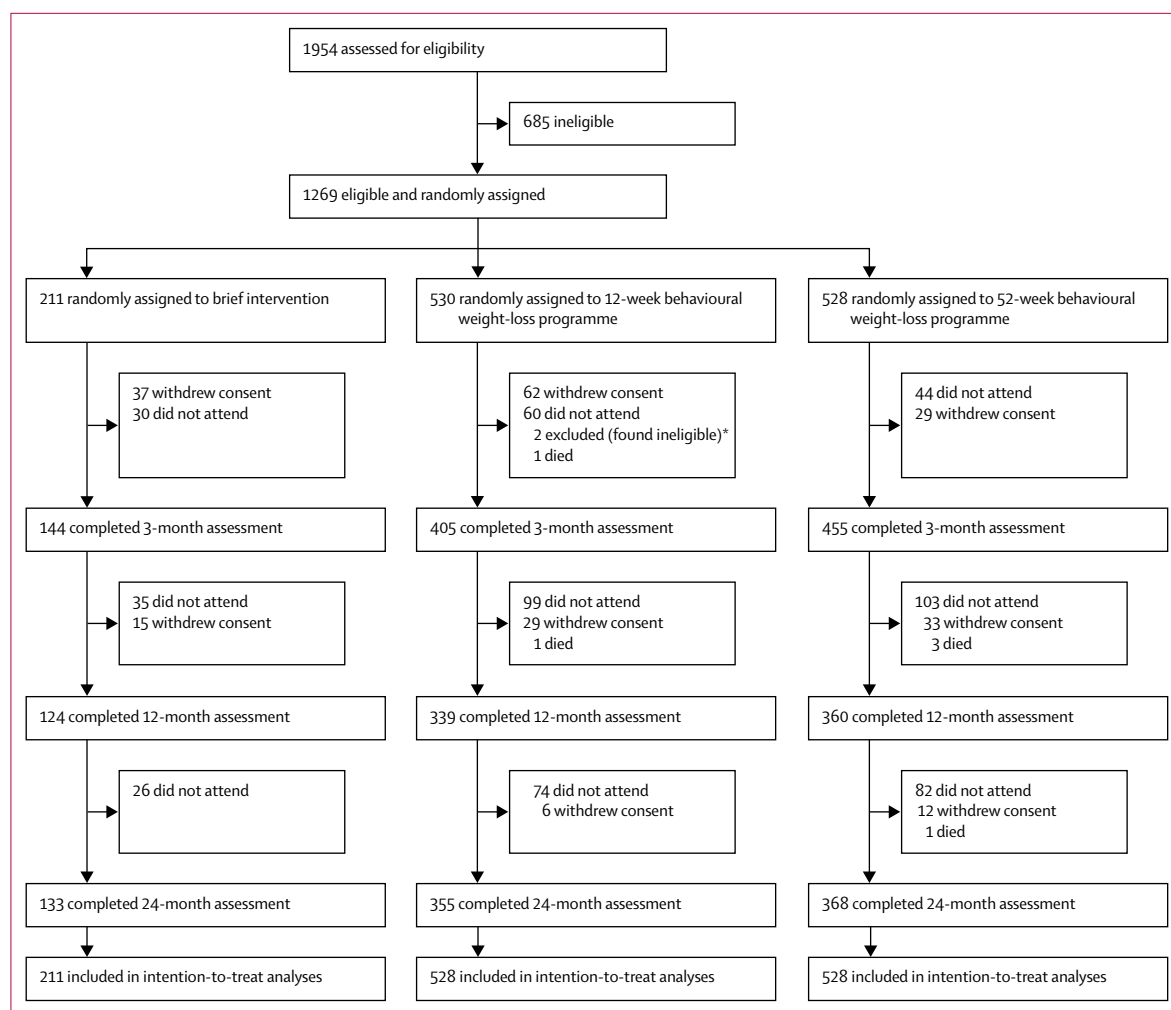 1954 assessed for eligibility
685 ineligible
1269 eligible and randomly assigned
211 randomly assigned to brief intervention
530 randomly assigned to 12-week behavioural
weight-loss programme
528 randomly assigned to 52-week behavioural
weight-loss programme
37 withdrew consent
30 did not attend
62 withdrew consent
60 did not attend
2 excluded (found ineligible)*
1 died
44 did not attend
29 withdrew consent
144 completed 3-month assessment
405 completed 3-month assessment
455 completed 3-month assessment
35 did not attend
15 withdrew consent
99 did not attend
29 withdrew consent
1 died
103 did not attend
33 withdrew consent
3 died
124 completed 12-month assessment
339 completed 12-month assessment
360 completed 12-month assessment
26 did not attend
74 did not attend
6 withdrew consent
82 did not attend
12 withdrew consent
1 died
133 completed 24-month assessment
355 completed 24-month assessment
368 completed 24-month assessment
211 included in intention-to-treat analyses
528 included in intention-to-treat analyses
528 included in intention-to-treat analyses